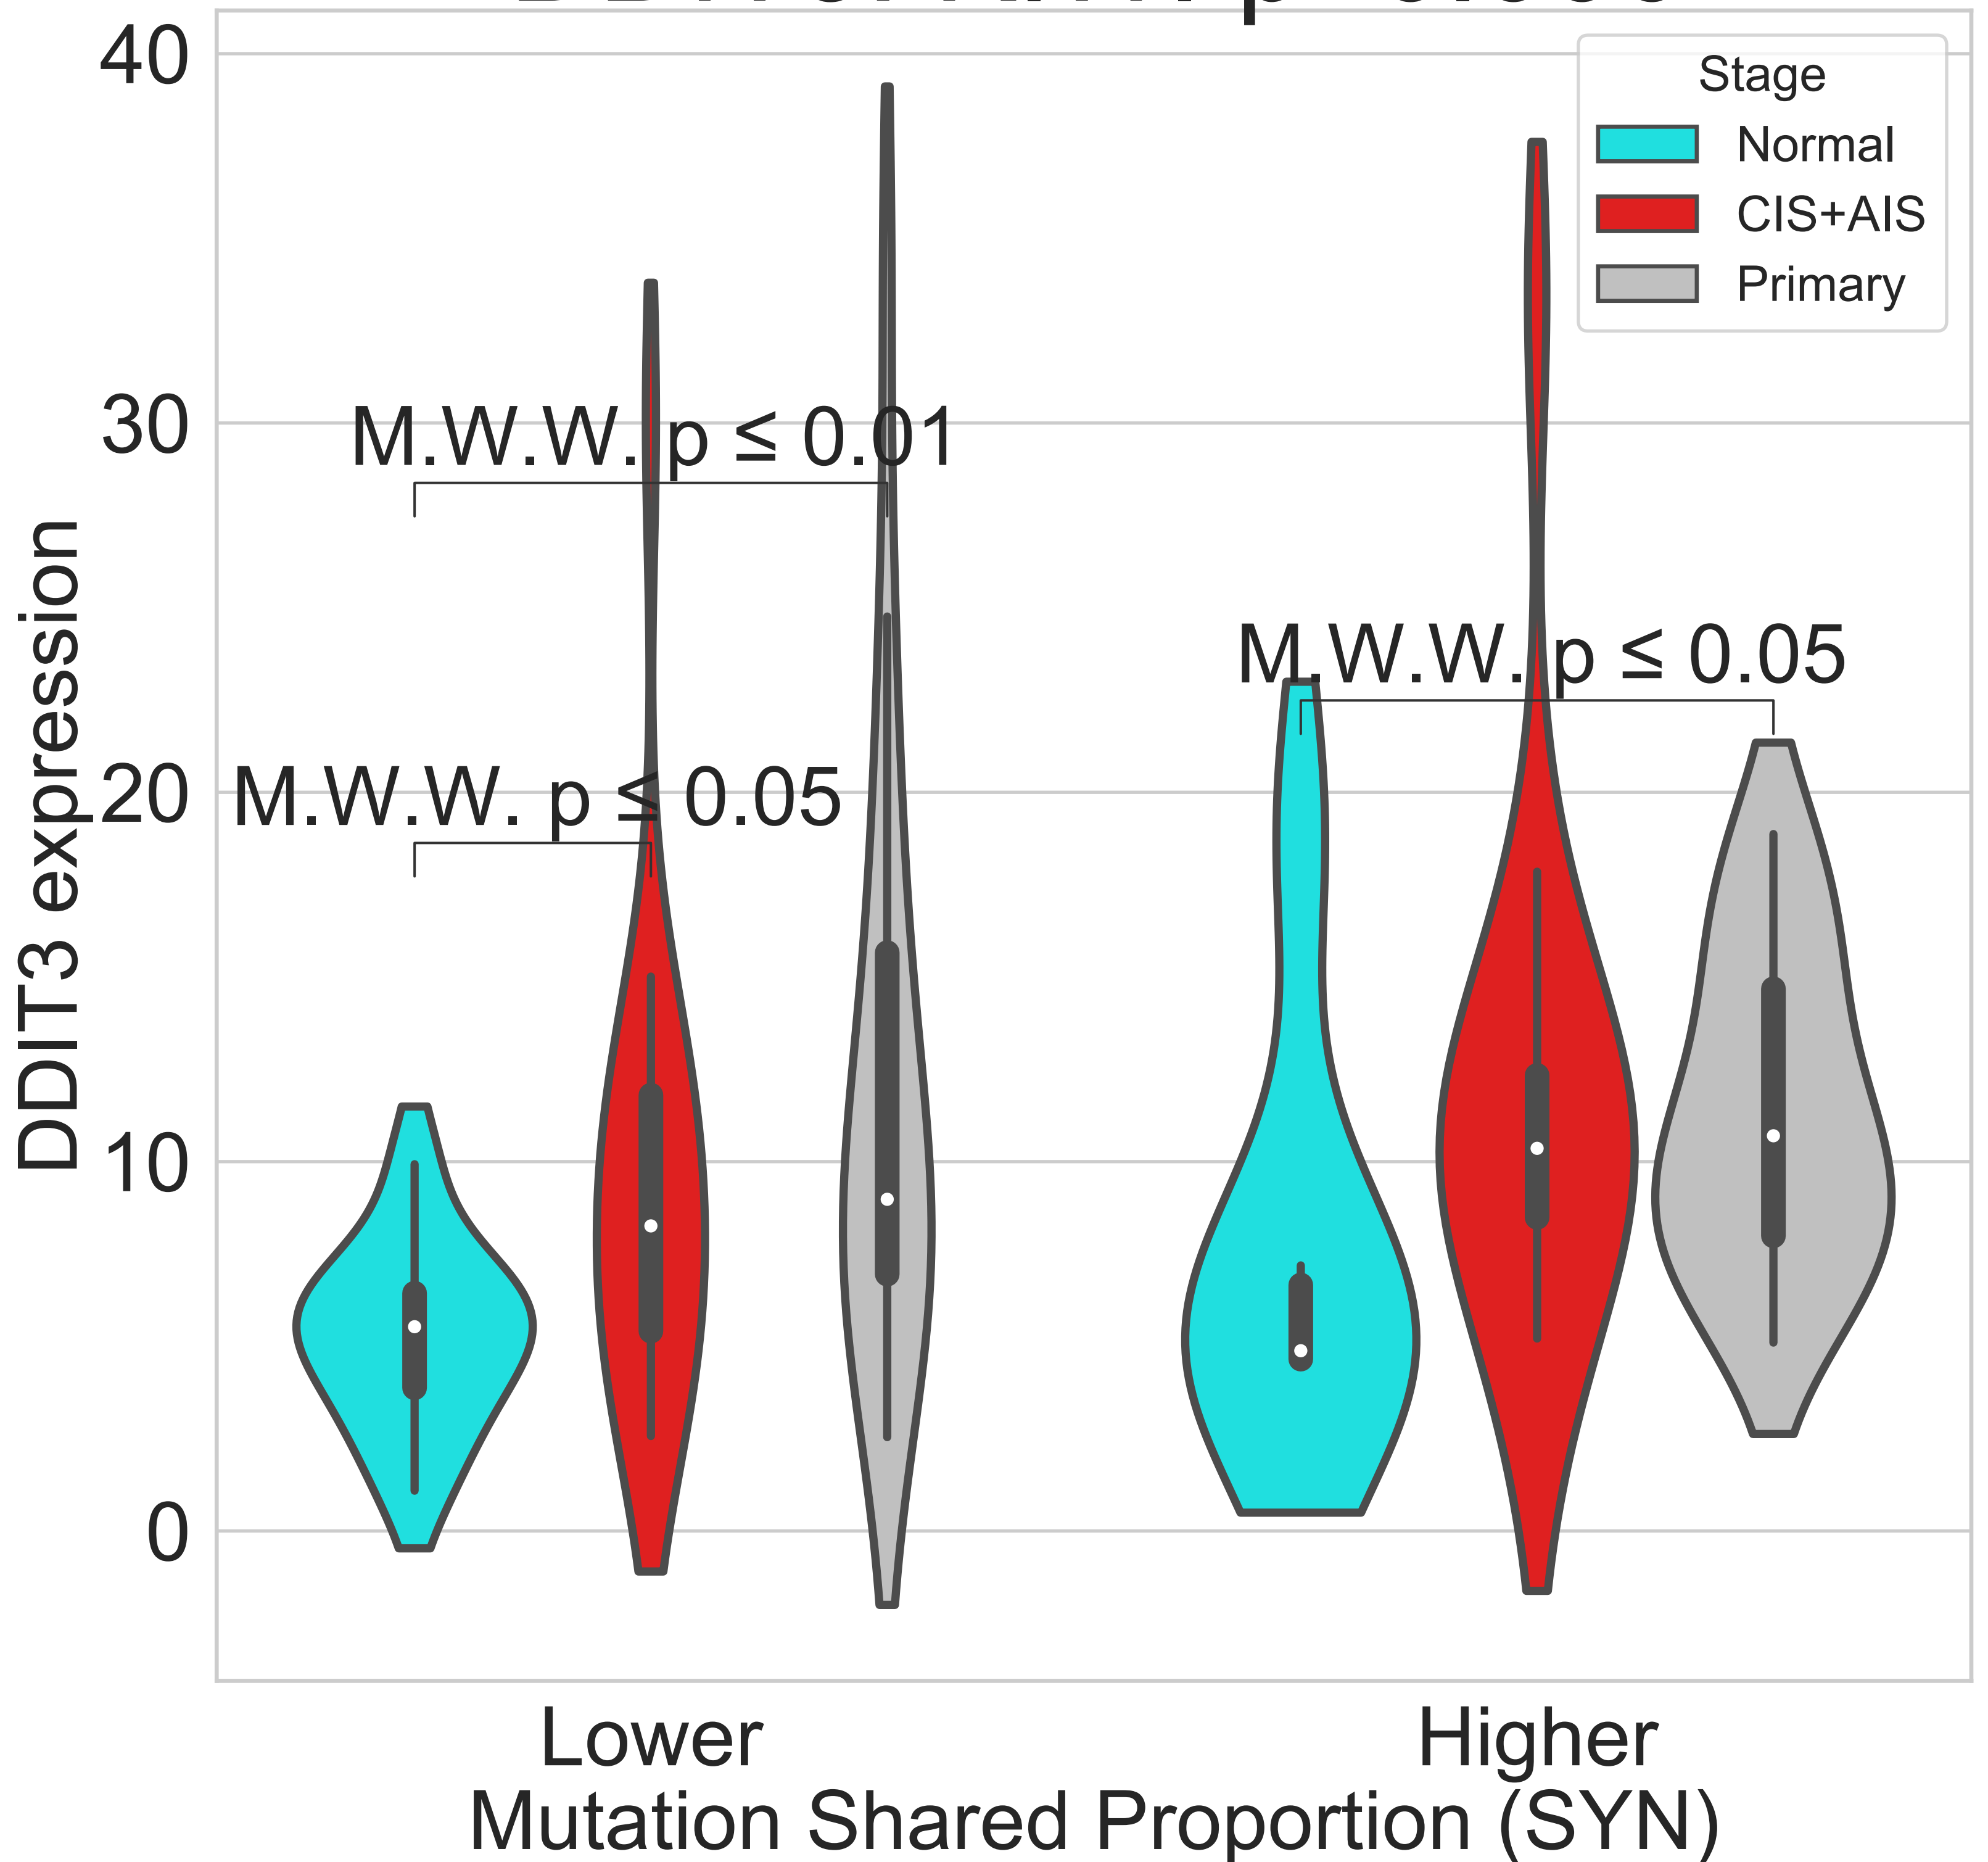 40
30
20
10
0
DDIT3 expression
Stage
Normal
CIS+AIS
Primary
M.W.W. p ≤ 0.01
M.W.W. p ≤ 0.05
M.W.W. p ≤ 0.05
Lower
Higher
Mutation Shared Proportion (SYN)